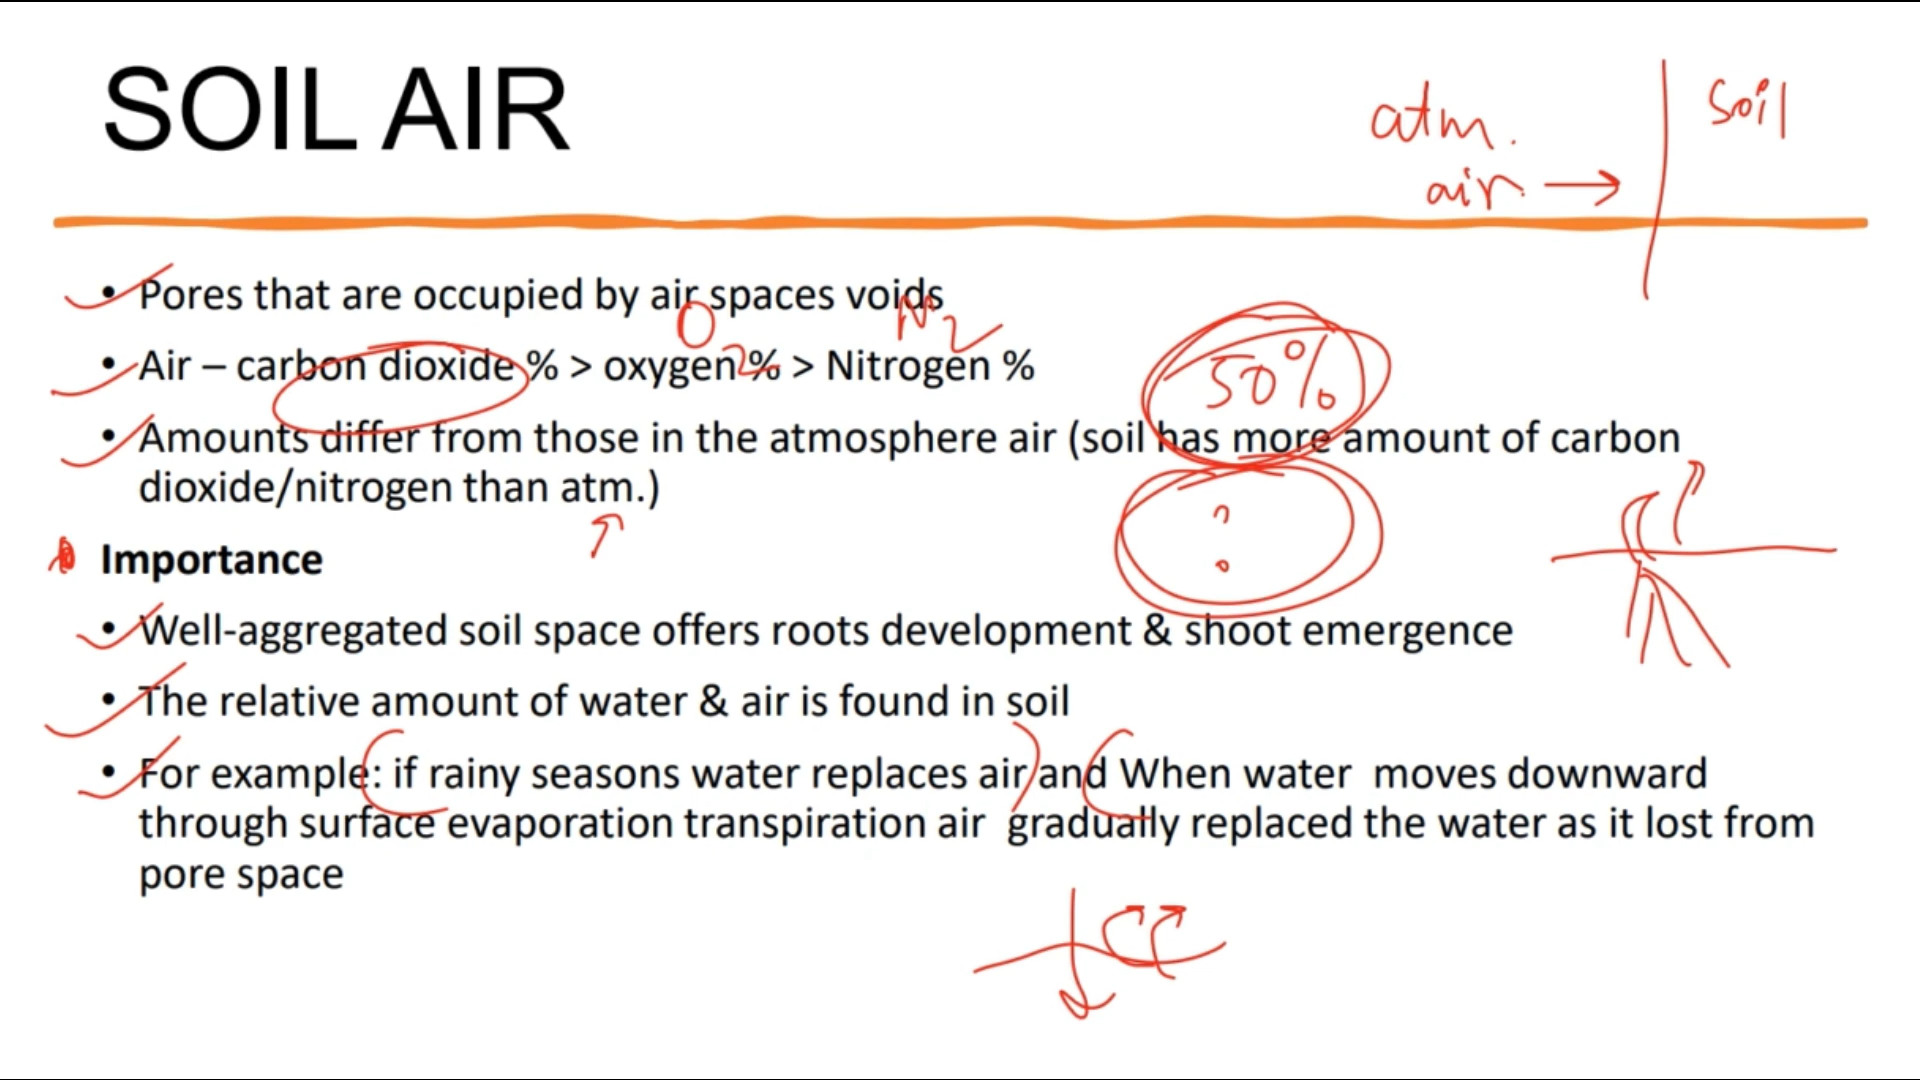 SOIL AIR
atm.
air →
soil
• Pores that are occupied by air spaces voids
O2
N2
• Air – carbon dioxide % > oxygen % > Nitrogen %
50%
• Amounts differ from those in the atmosphere air (soil has more amount of carbon
dioxide/nitrogen than atm.)
Importance
• Well-aggregated soil space offers roots development & shoot emergence
• The relative amount of water & air is found in soil
• For example: if rainy seasons water replaces air and When water moves downward
through surface evaporation transpiration air gradually replaced the water as it lost from
pore space